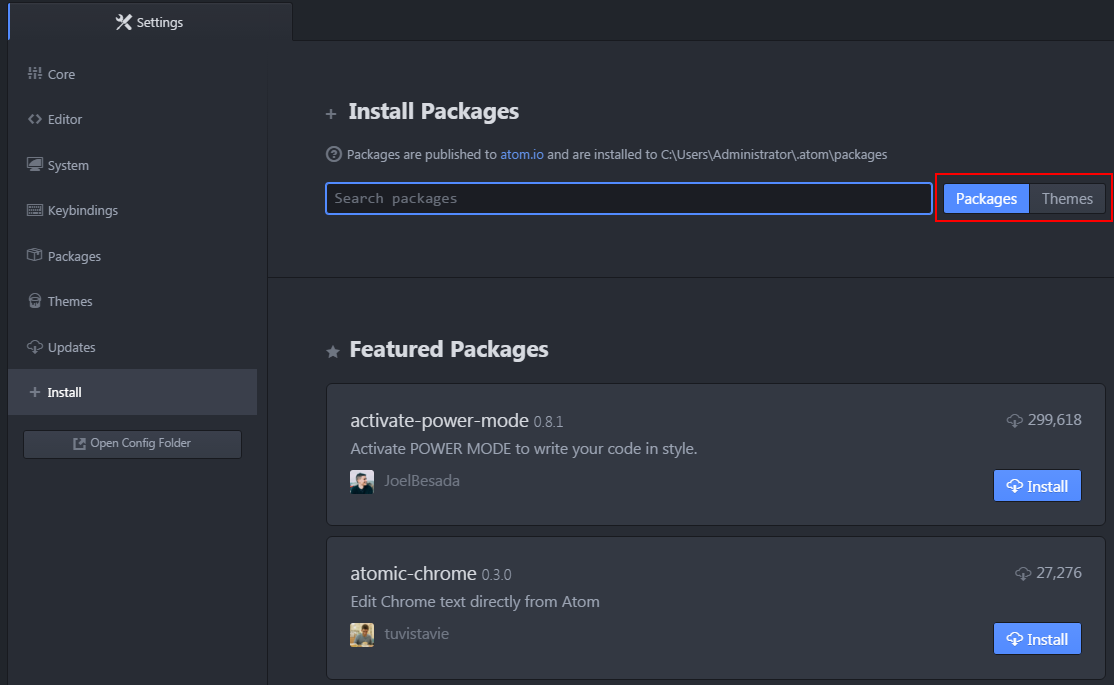 Settings
Core
Editor
System
Keybindings
Packages
Themes
Updates
Install
Open Config Folder
Install Packages
Packages are published to atom.io and are installed to C:\Users\Administrator\.atom\packages
Search packages
Packages Themes
Featured Packages
activate-power-mode 0.8.1 299,618
Activate POWER MODE to write your code in style.
JoelBesada
Install
atomic-chrome 0.3.0 27,276
Edit Chrome text directly from Atom
tuvistavie
Install